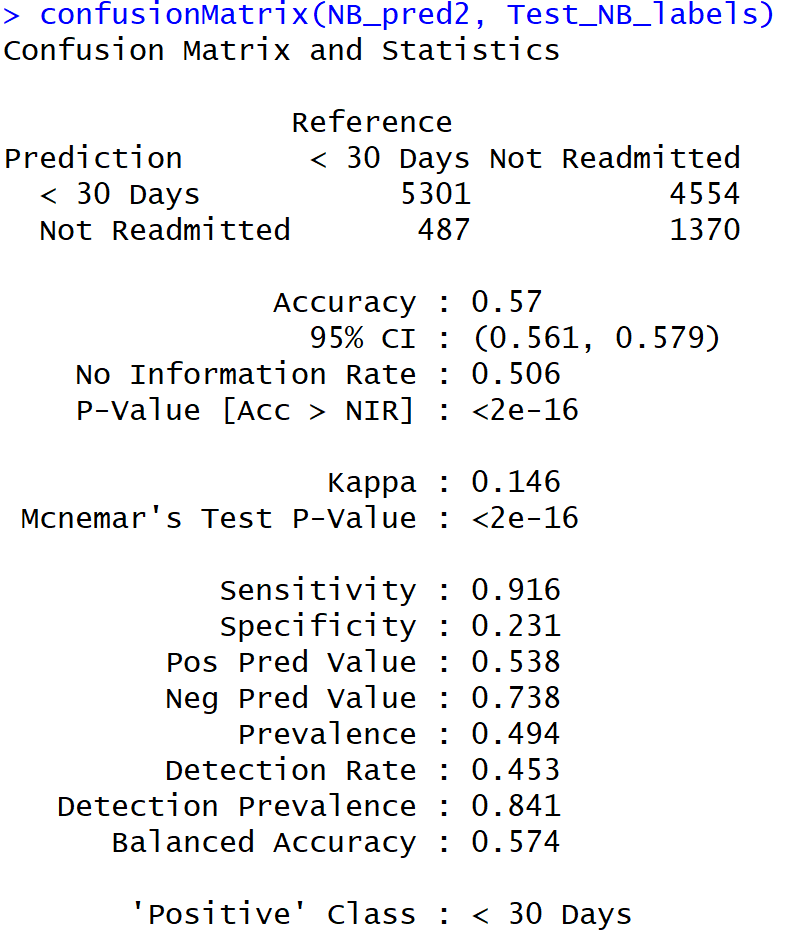 > confusionMatrix(NB_pred2, Test_NB_labels)
Confusion Matrix and Statistics
Reference
Prediction < 30 Days Not Readmitted
< 30 Days 5301 4554
Not Readmitted 487 1370
Accuracy : 0.57
95% CI : (0.561, 0.579)
No Information Rate : 0.506
P-Value [Acc > NIR] : <2e-16
Kappa : 0.146
Mcnemar's Test P-Value : <2e-16
Sensitivity : 0.916
Specificity : 0.231
Pos Pred Value : 0.538
Neg Pred Value : 0.738
Prevalence : 0.494
Detection Rate : 0.453
Detection Prevalence : 0.841
Balanced Accuracy : 0.574
'Positive' Class : < 30 Days